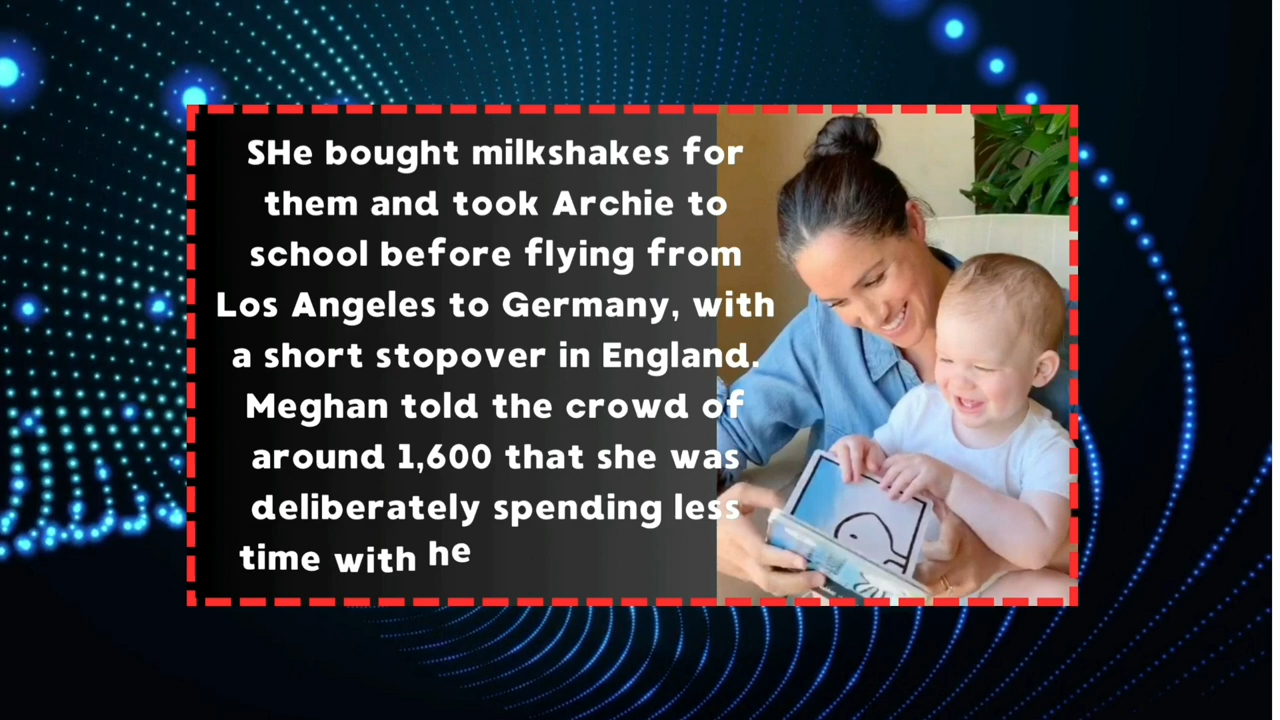 SHe bought milkshakes for
them and took Archie to
school before flying from
Los Angeles to Germany, with
a short stopover in England.
Meghan told the crowd of
around 1,600 that she was
deliberately spending less
time with he